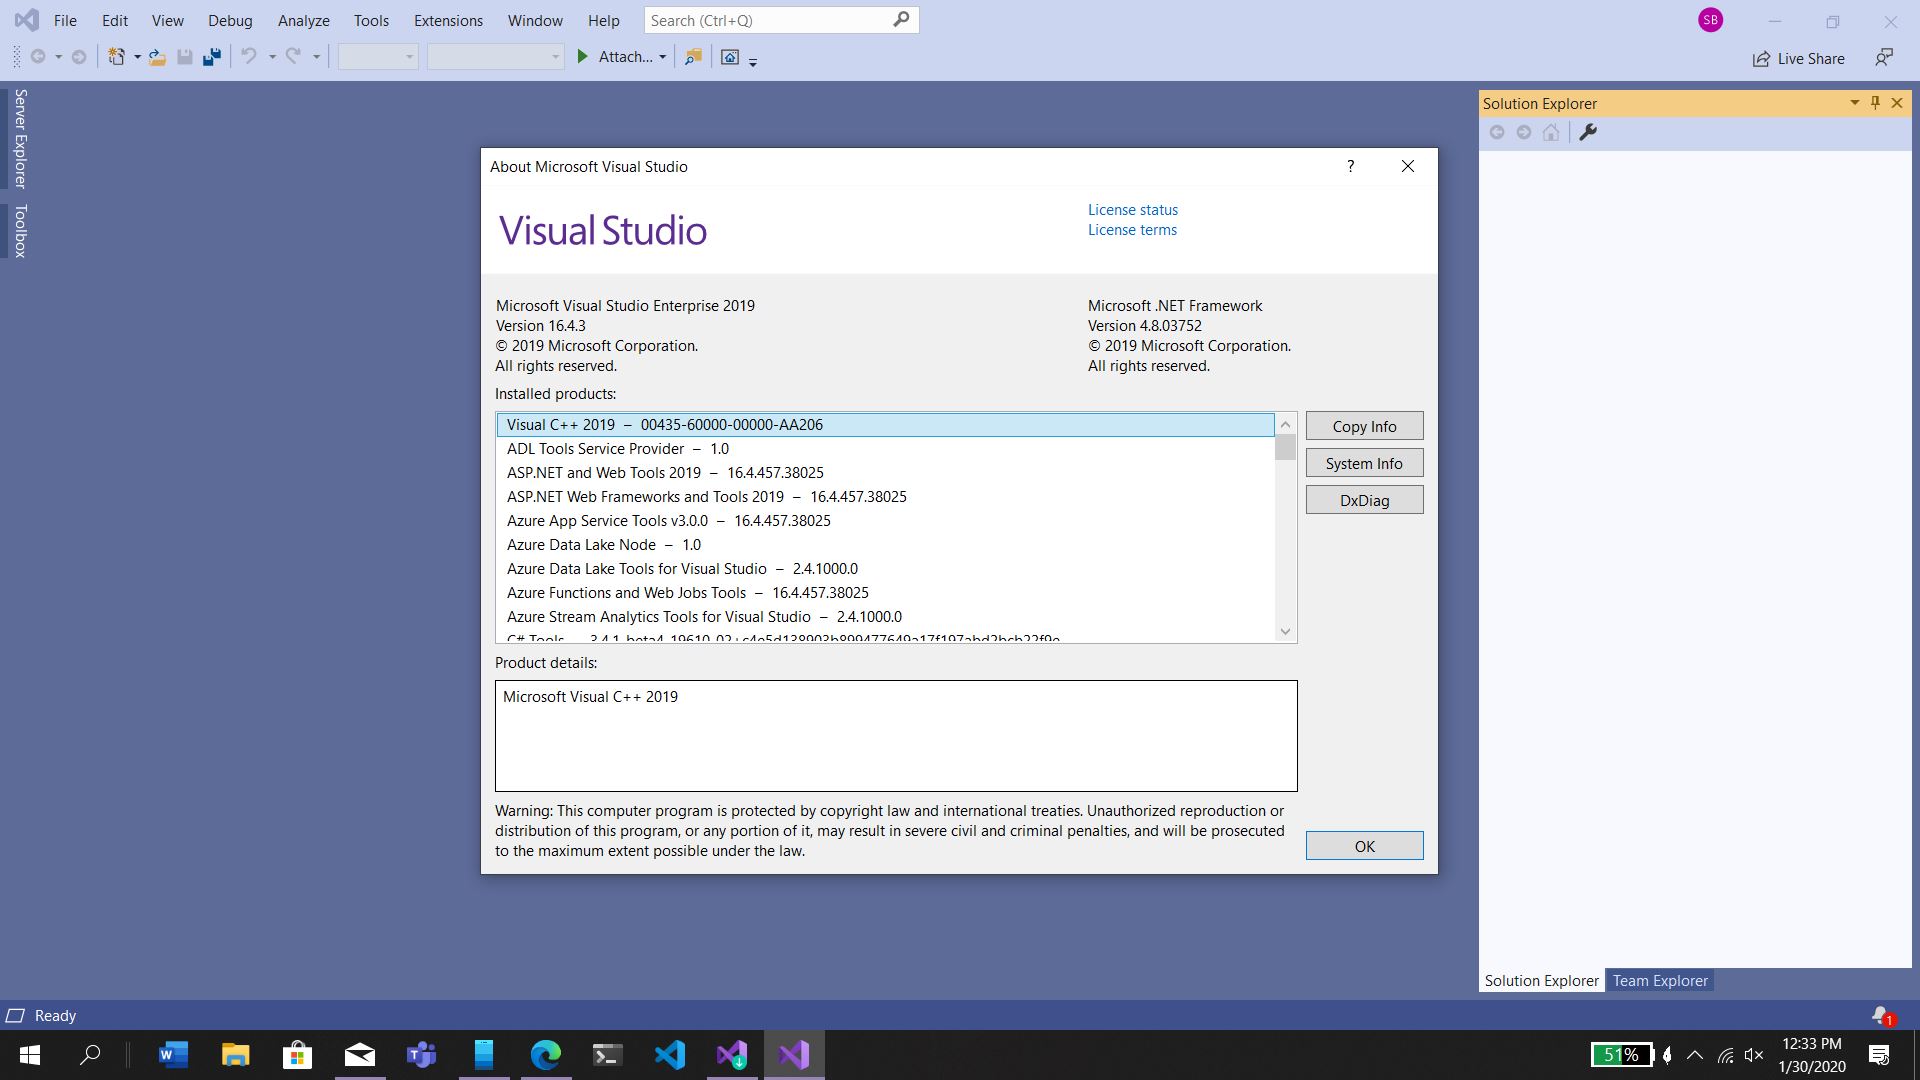 File Edit View Debug Analyze Tools Extensions Window Help Search (Ctrl+Q) SB
Attach... Live Share
Server Explorer
Toolbox
Solution Explorer
About Microsoft Visual Studio ?
Visual Studio
License status
License terms
Microsoft Visual Studio Enterprise 2019
Version 16.4.3
© 2019 Microsoft Corporation.
All rights reserved.
Microsoft .NET Framework
Version 4.8.03752
© 2019 Microsoft Corporation.
All rights reserved.
Installed products:
Visual C++ 2019 – 00435-60000-00000-AA206
ADL Tools Service Provider – 1.0
ASP.NET and Web Tools 2019 – 16.4.457.38025
ASP.NET Web Frameworks and Tools 2019 – 16.4.457.38025
Azure App Service Tools v3.0.0 – 16.4.457.38025
Azure Data Lake Node – 1.0
Azure Data Lake Tools for Visual Studio – 2.4.1000.0
Azure Functions and Web Jobs Tools – 16.4.457.38025
Azure Stream Analytics Tools for Visual Studio – 2.4.1000.0
C# Tools –
Copy Info
System Info
DxDiag
Product details:
Microsoft Visual C++ 2019
Warning: This computer program is protected by copyright law and international treaties. Unauthorized reproduction or
distribution of this program, or any portion of it, may result in severe civil and criminal penalties, and will be prosecuted
to the maximum extent possible under the law.
OK
Solution Explorer Team Explorer
Ready 1
51% 12:33 PM
1/30/2020